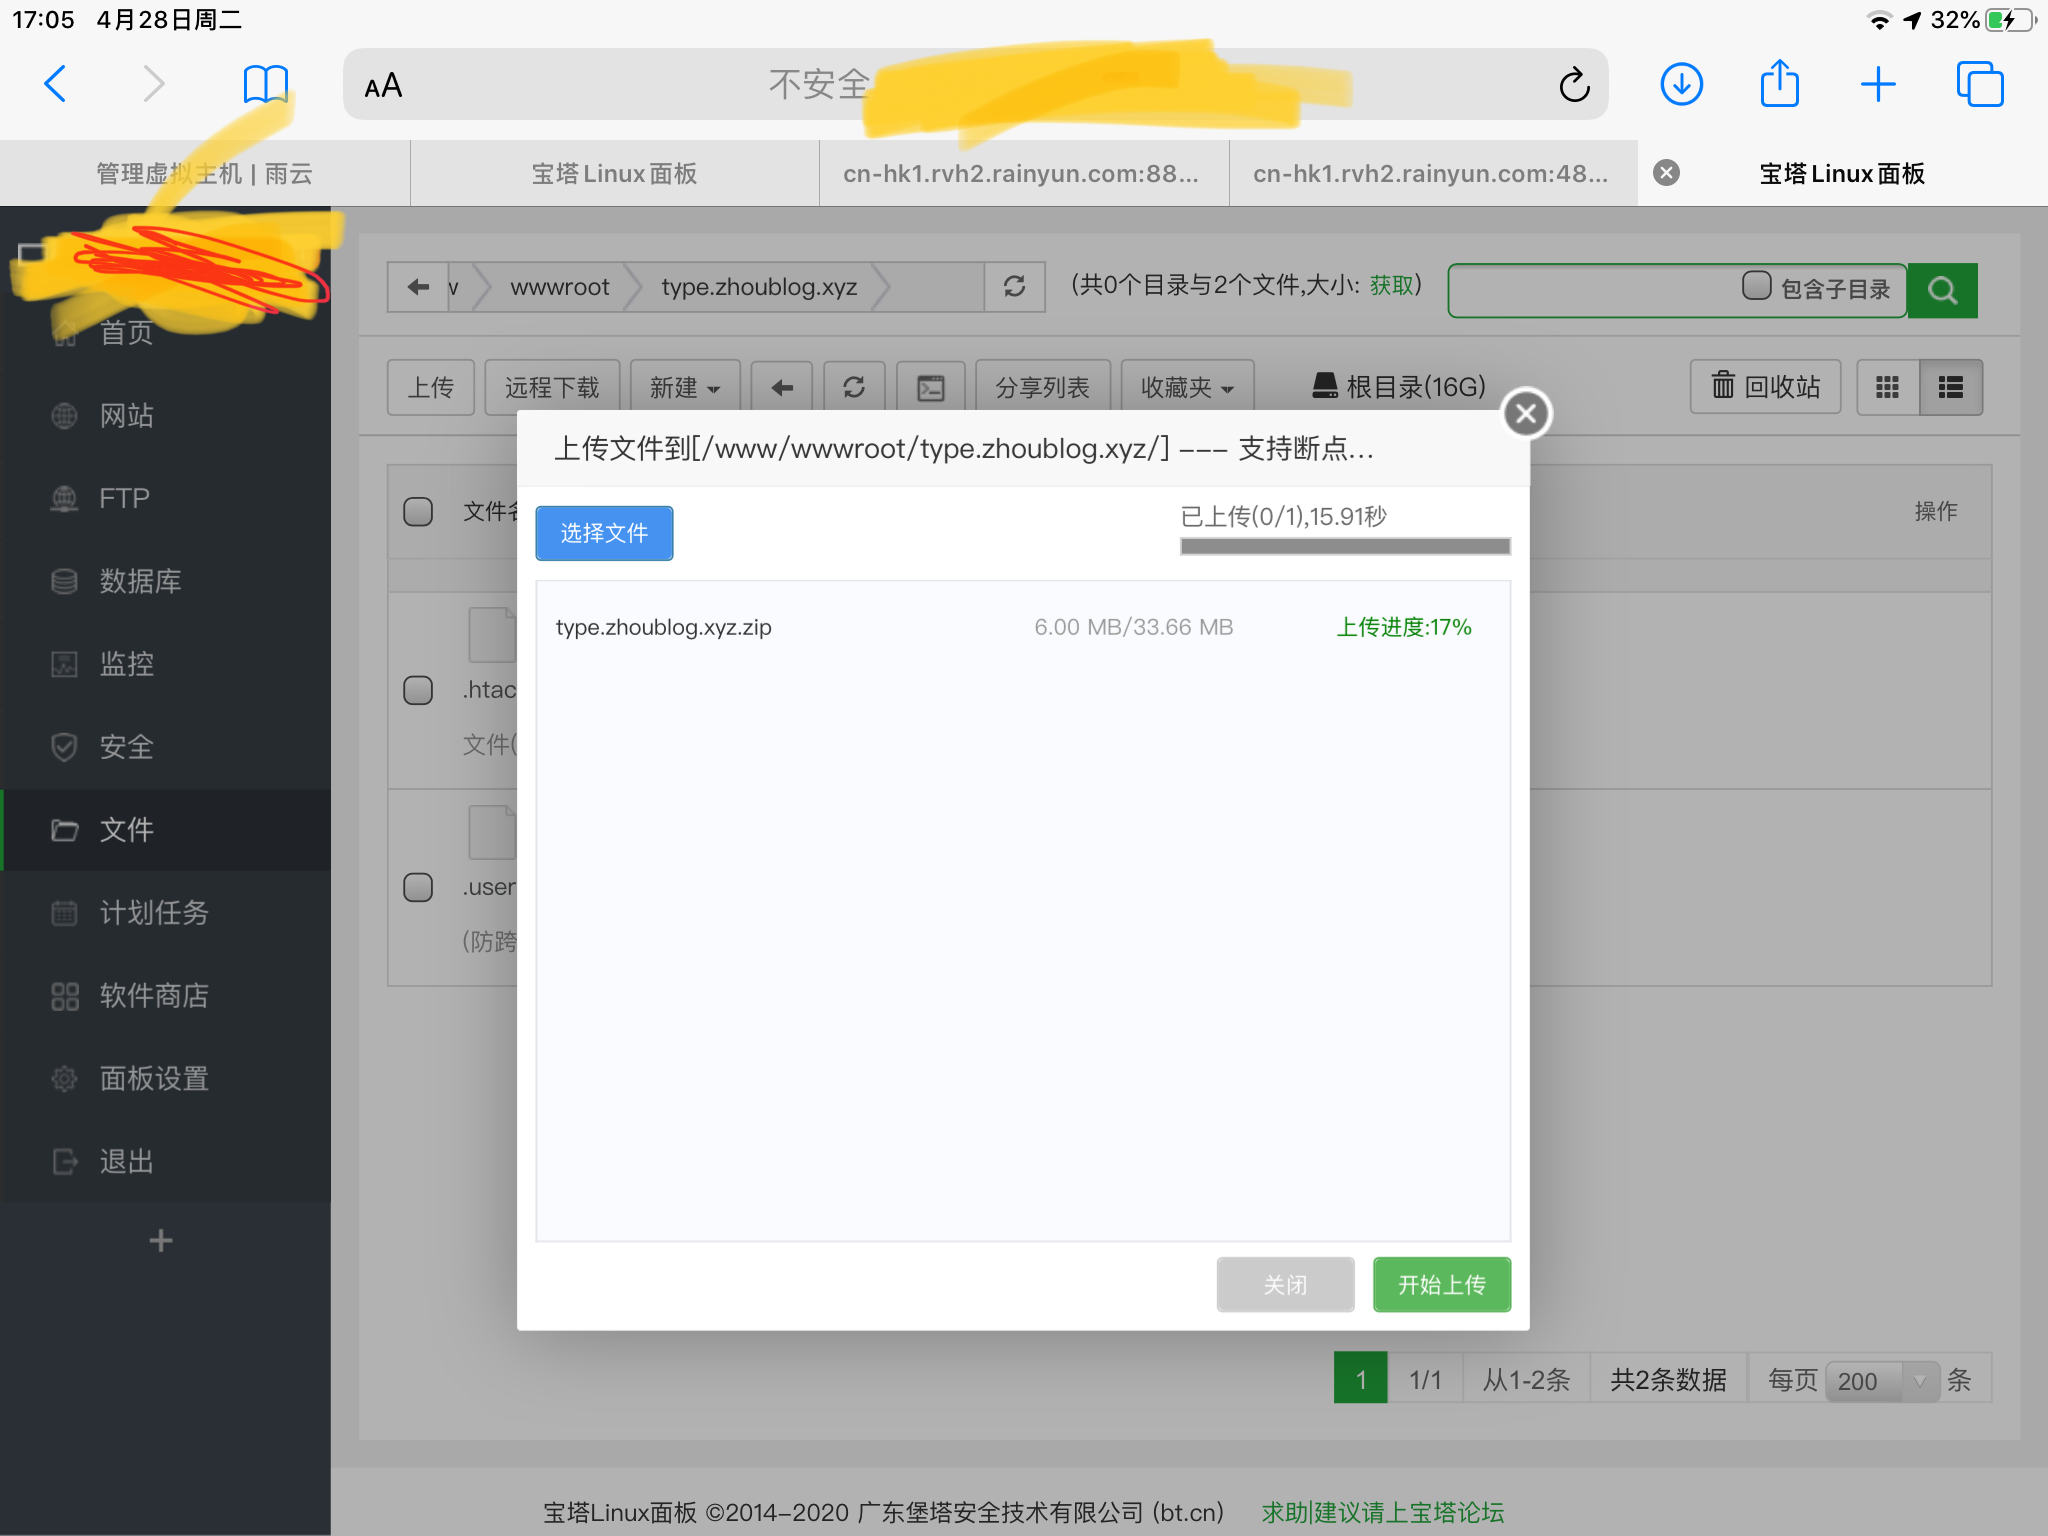 17:05 4月28日周二
32%
AA
不安全
管理虚拟主机 | 雨云
宝塔Linux面板
cn-hk1.rvh2.rainyun.com:88...
cn-hk1.rvh2.rainyun.com:48...
宝塔Linux面板
首页
网站
FTP
数据库
监控
安全
文件
计划任务
软件商店
面板设置
退出
wwwroot
type.zhoublog.xyz
(共0个目录与2个文件,大小: 获取)
包含子目录
上传
远程下载
新建
分享列表
收藏夹
根目录(16G)
回收站
文件名
操作
.htac
文件(
.user
(防跨
上传文件到[/www/wwwroot/type.zhoublog.xyz/] --- 支持断点...
选择文件
已上传(0/1),15.91秒
type.zhoublog.xyz.zip
6.00 MB/33.66 MB
上传进度:17%
关闭
开始上传
1
1/1
从1-2条
共2条数据
每页 200 条
宝塔Linux面板 ©2014-2020 广东堡塔安全技术有限公司 (bt.cn)
求助|建议请上宝塔论坛